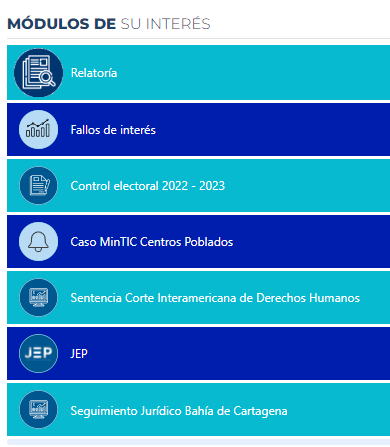 MÓDULOS DE SU INTERÉS
Relatoría
Fallos de interés
Control electoral 2022 - 2023
Caso MinTIC Centros Poblados
Sentencia Corte Interamericana de Derechos Humanos
JEP JEP
Seguimiento Jurídico Bahía de Cartagena